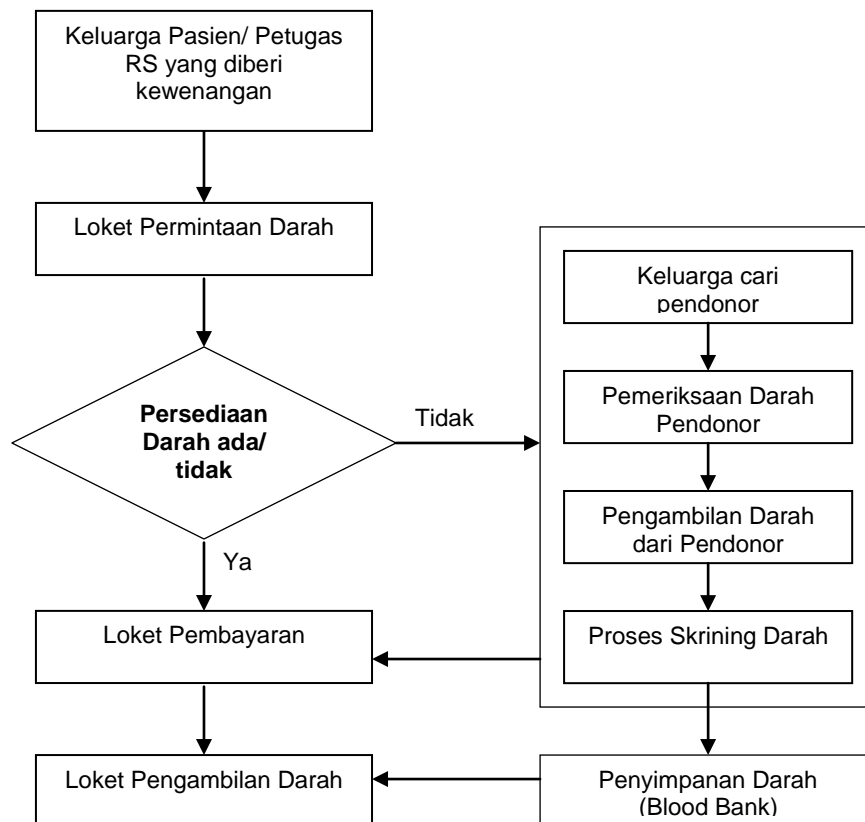 Keluarga Pasien/ Petugas
RS yang diberi
kewenangan
Loket Permintaan Darah
Persediaan
Darah ada/
tidak
Tidak
Ya
Keluarga cari
pendonor
Pemeriksaan Darah
Pendonor
Pengambilan Darah
dari Pendonor
Proses Skrining Darah
Loket Pembayaran
Loket Pengambilan Darah
Penyimpanan Darah
(Blood Bank)